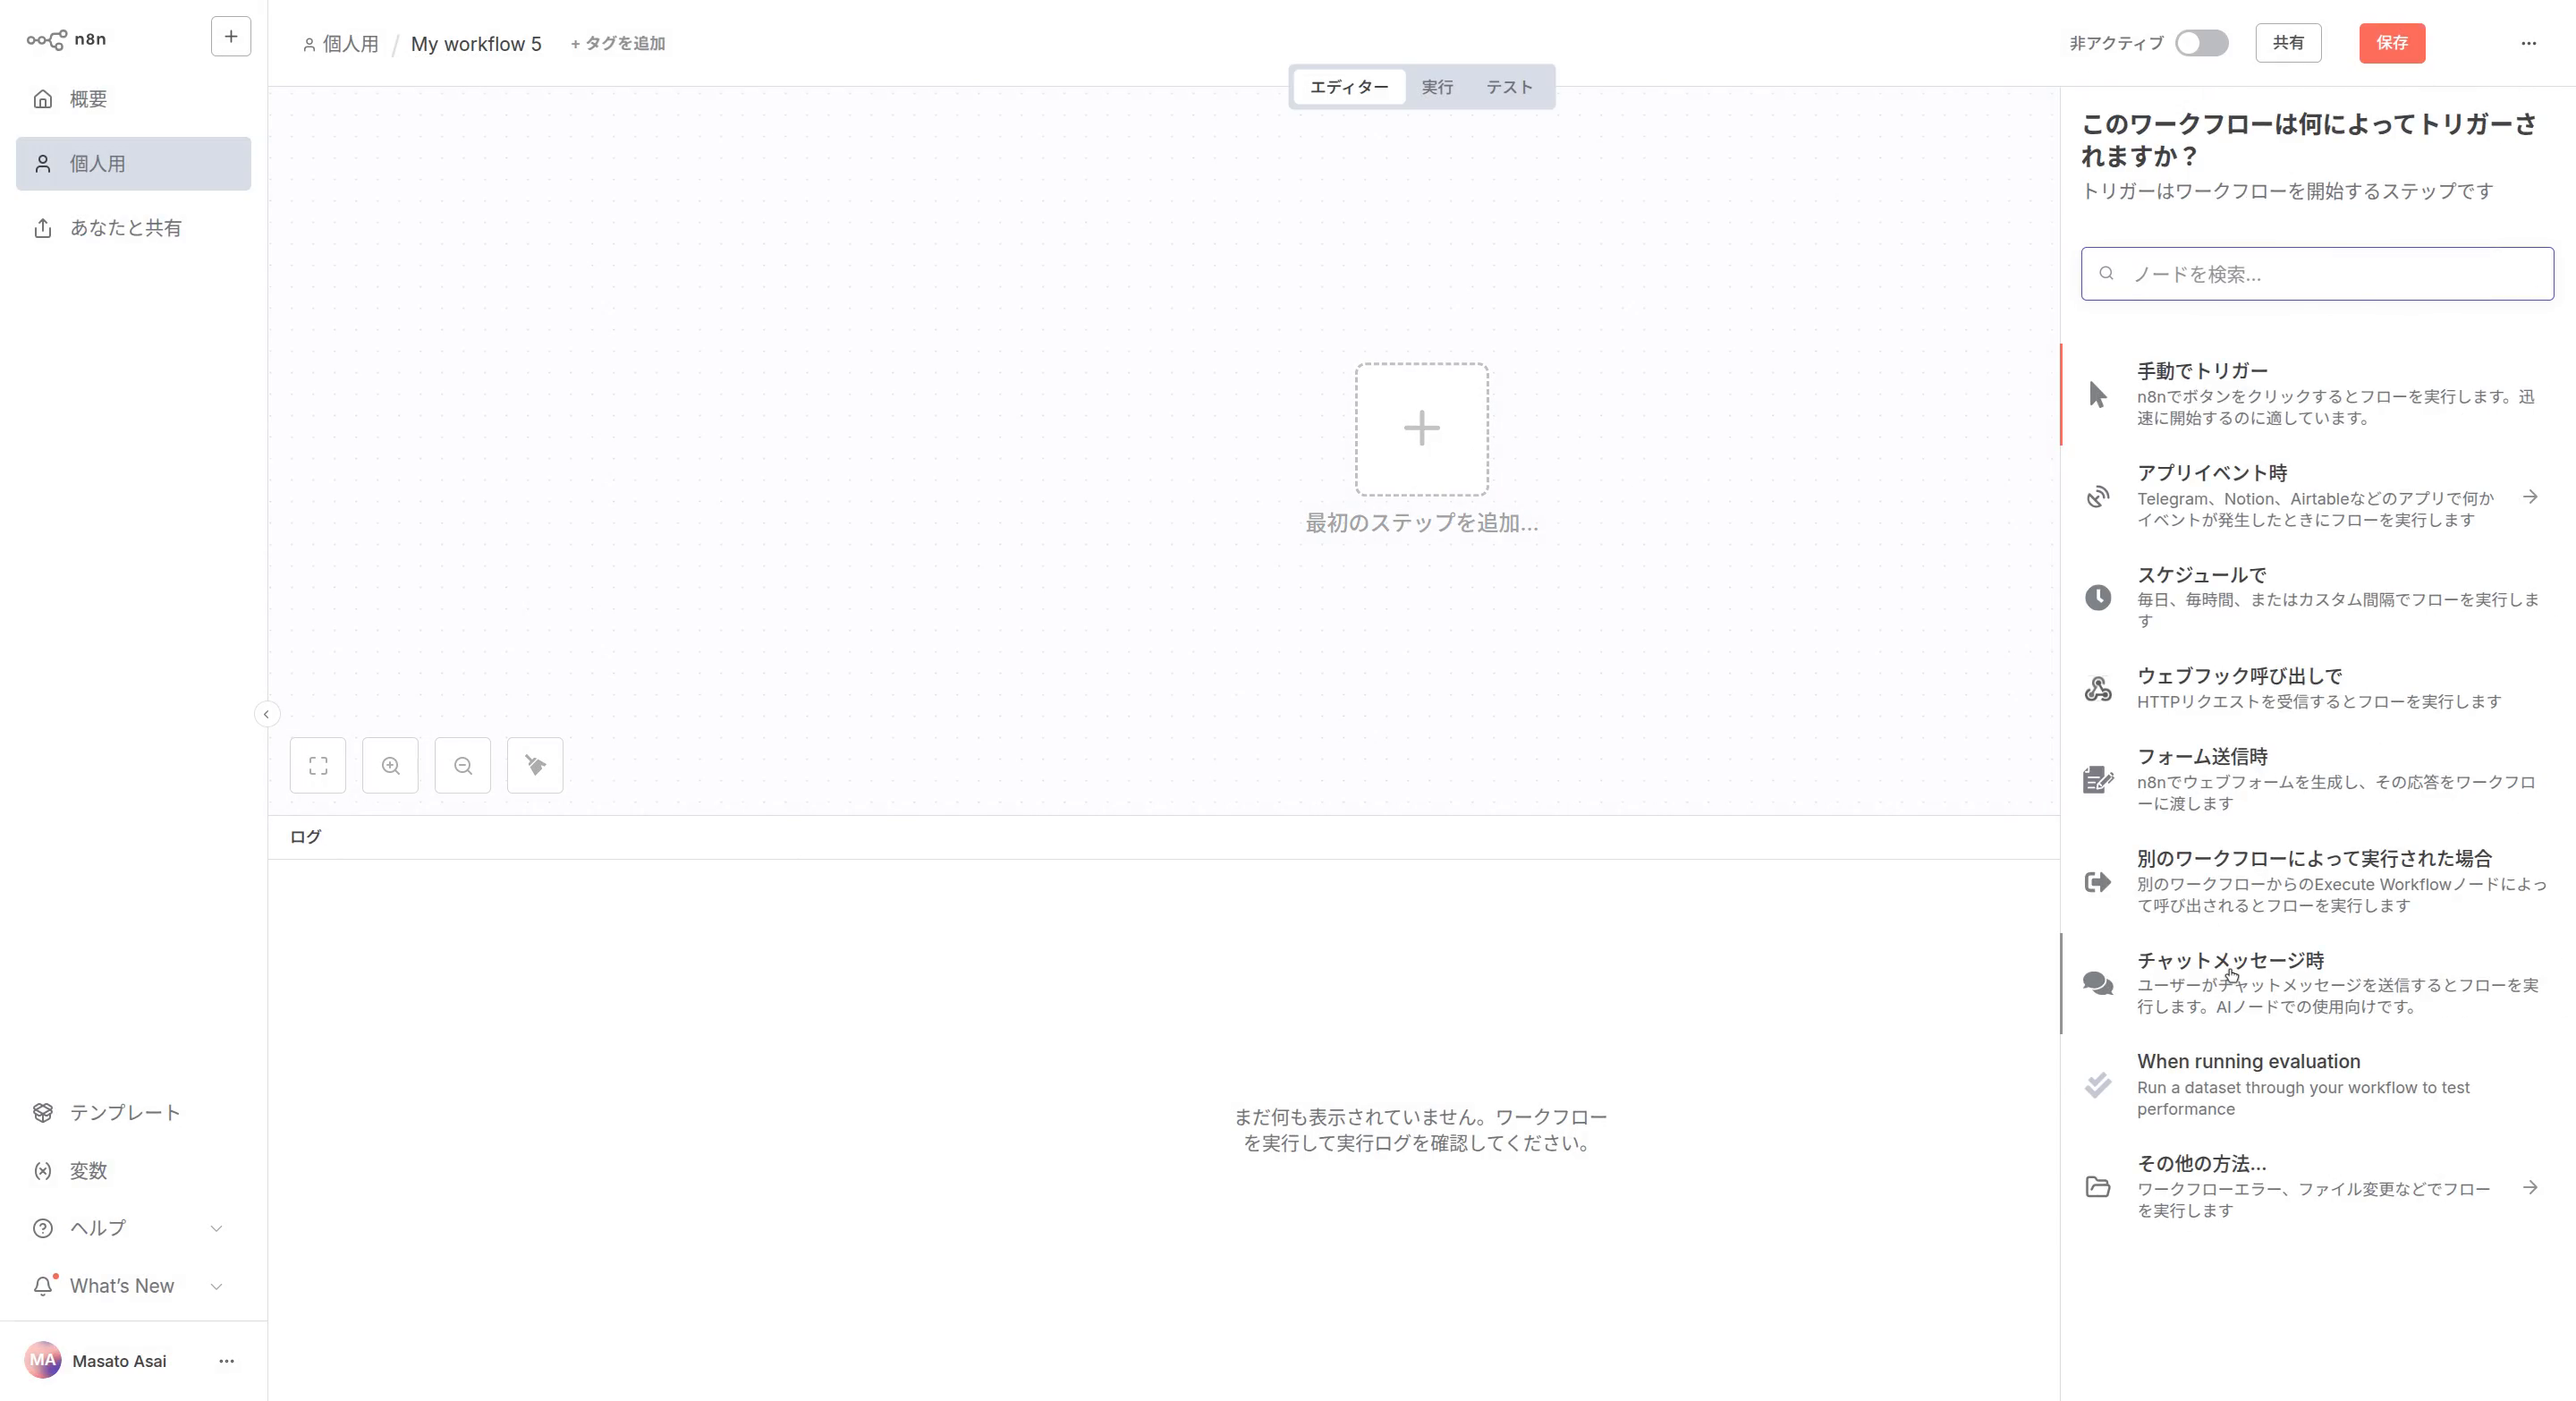 n8n
概要
個人用
あなたと共有
テンプレート
変数
ヘルプ
What's New
MA
Masato Asai
個人用 / My workflow 5 + タグを追加
非アクティブ
共有
保存
エディター 実行 テスト
最初のステップを追加...
ログ
まだ何も表示されていません。ワークフロー
を実行して実行ログを確認してください。
このワークフローは何によってトリガーさ
れますか？
トリガーはワークフローを開始するステップです
ノードを検索...
手動でトリガー
n8nでボタンをクリックするとフローを実行します。迅
速に開始するのに適しています。
アプリイベント時
Telegram、Notion、Airtableなどのアプリで何か
イベントが発生したときにフローを実行します
スケジュールで
毎日、毎時間、またはカスタム間隔でフローを実行しま
す
ウェブフック呼び出しで
HTTPリクエストを受信するとフローを実行します
フォーム送信時
n8nでウェブフォームを生成し、その応答をワークフロ
ーに渡します
別のワークフローによって実行された場合
別のワークフローからのExecute Workflowノードによっ
て呼び出されるとフローを実行します
チャットメッセージ時
ユーザーがチャットメッセージを送信するとフローを実
行します。AIノードでの使用向けです。
When running evaluation
Run a dataset through your workflow to test
performance
その他の方法...
ワークフローエラー、ファイル変更などでフロー
を実行します